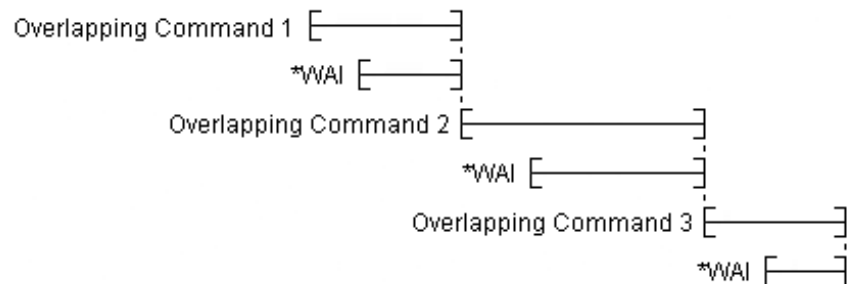 Overlapping Command 1
*WAI
Overlapping Command 2
*WAI
Overlapping Command 3
*WAI